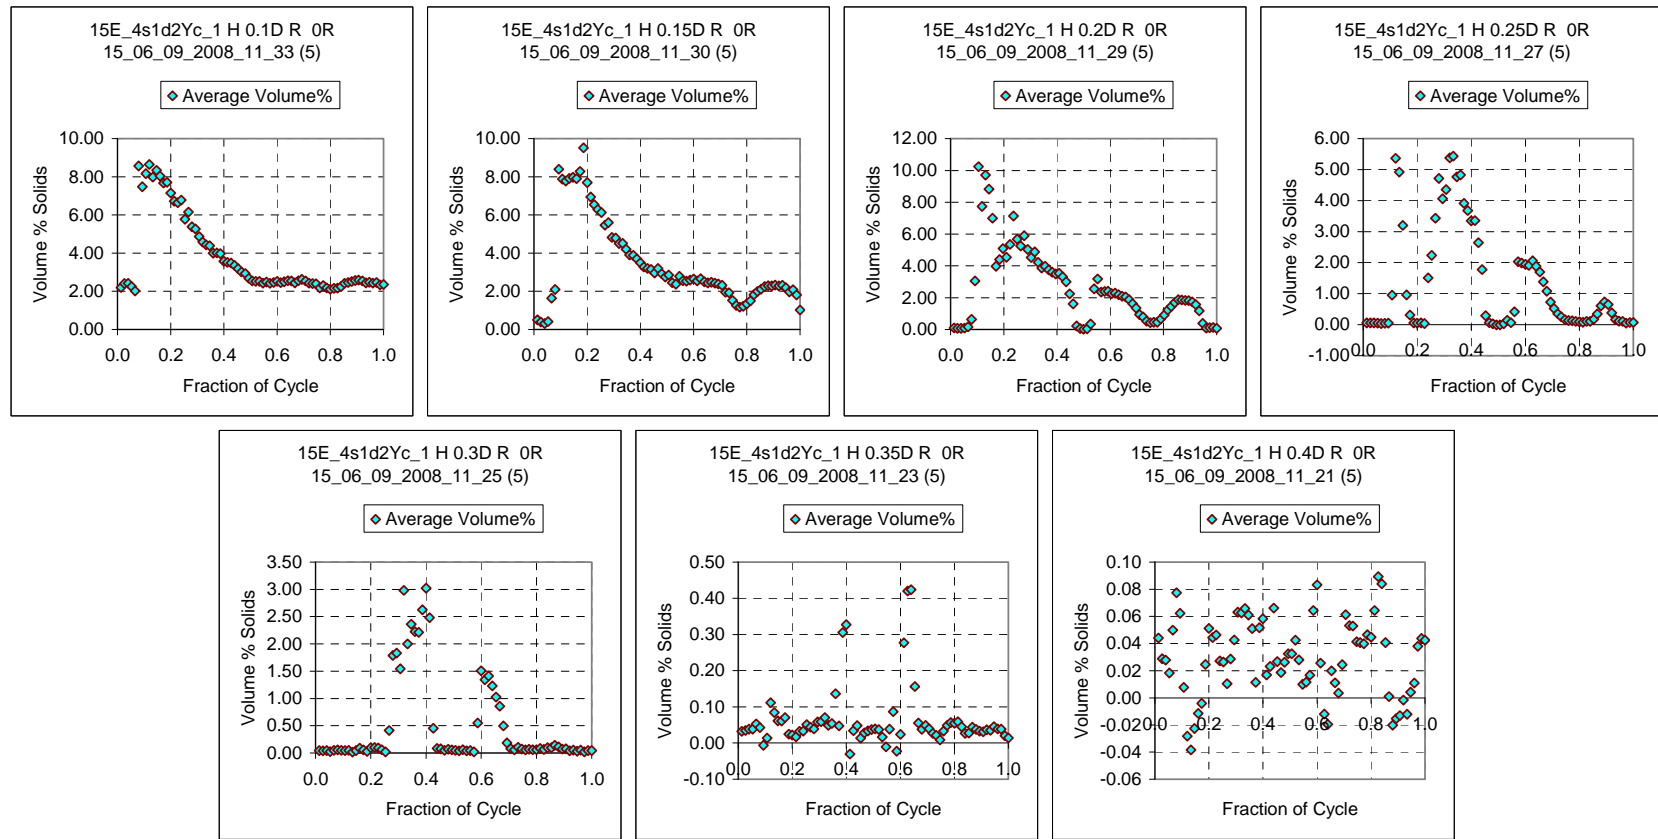 15E_4s1d2Yc_1 H 0.1D R 0R
15_06_09_2008_11_33 (5)
Average Volume%
10.00
8.00
6.00
4.00
2.00
0.00
Volume % Solids
0.0 0.2 0.4 0.6 0.8 1.0
Fraction of Cycle
15E_4s1d2Yc_1 H 0.15D R 0R
15_06_09_2008_11_30 (5)
Average Volume%
10.00
8.00
6.00
4.00
2.00
0.00
Volume % Solids
0.0 0.2 0.4 0.6 0.8 1.0
Fraction of Cycle
15E_4s1d2Yc_1 H 0.2D R 0R
15_06_09_2008_11_29 (5)
Average Volume%
12.00
10.00
8.00
6.00
4.00
2.00
0.00
Volume % Solids
0.0 0.2 0.4 0.6 0.8 1.0
Fraction of Cycle
15E_4s1d2Yc_1 H 0.25D R 0R
15_06_09_2008_11_27 (5)
Average Volume%
6.00
5.00
4.00
3.00
2.00
1.00
0.00
-1.00
Volume % Solids
0.0 0.2 0.4 0.6 0.8 1.0
Fraction of Cycle
15E_4s1d2Yc_1 H 0.3D R 0R
15_06_09_2008_11_25 (5)
Average Volume%
3.50
3.00
2.50
2.00
1.50
1.00
0.50
0.00
Volume % Solids
0.0 0.2 0.4 0.6 0.8 1.0
Fraction of Cycle
15E_4s1d2Yc_1 H 0.35D R 0R
15_06_09_2008_11_23 (5)
Average Volume%
0.50
0.40
0.30
0.20
0.10
0.00
-0.10
Volume % Solids
0.0 0.2 0.4 0.6 0.8 1.0
Fraction of Cycle
15E_4s1d2Yc_1 H 0.4D R 0R
15_06_09_2008_11_21 (5)
Average Volume%
0.10
0.08
0.06
0.04
0.02
0.00
-0.02
-0.04
-0.06
Volume % Solids
0.0 0.2 0.4 0.6 0.8 1.0
Fraction of Cycle